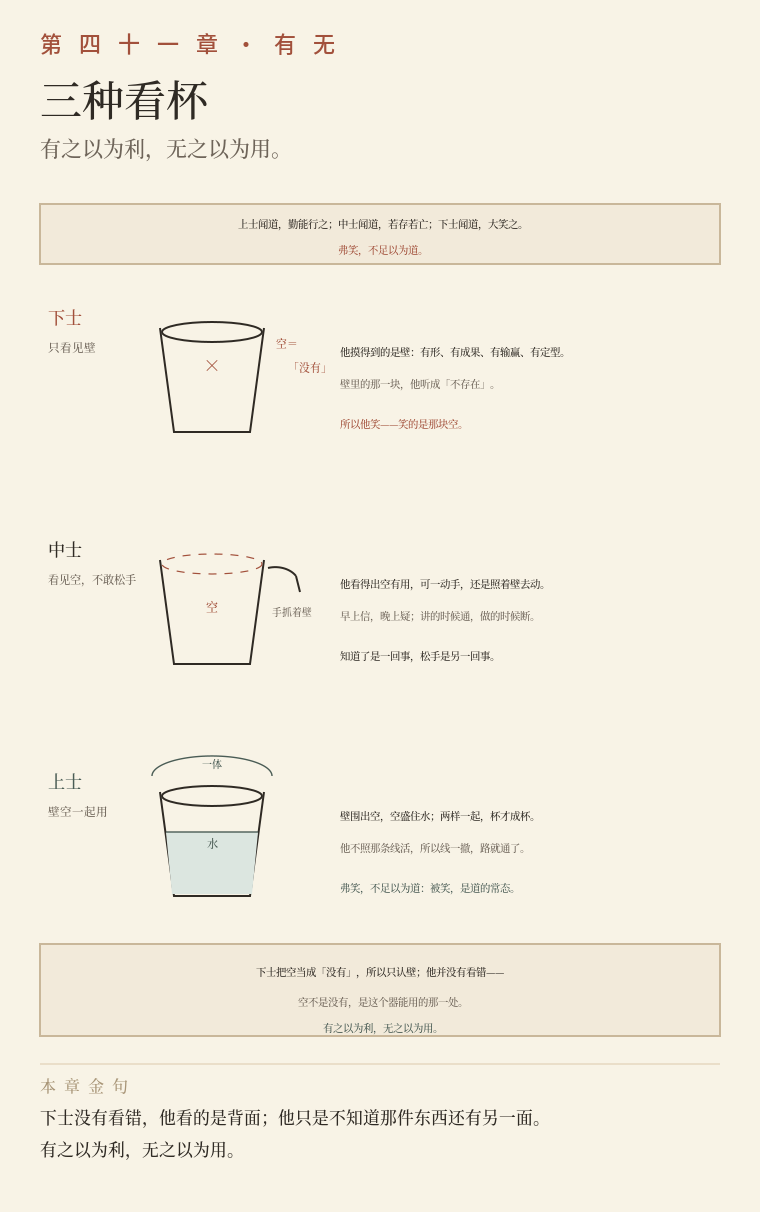 第四十一章·有无
三种看杯
有之以为利，无之以为用。
上士闻道，勤能行之；中士闻道，若存若亡；下士闻道，大笑之。
弗笑，不足以为道。
下士
只看见壁
×
空＝
「没有」
他摸得到的是壁：有形、有成果、有输赢、有定型。
壁里的那一块，他听成「不存在」。
所以他笑——笑的是那块空。
中士
看见空，不敢松手
空
手抓着壁
他看得出空有用，可一动手，还是照着壁去动。
早上信，晚上疑；讲的时候通，做的时候断。
知道了是一回事，松手是另一回事。
上士
壁空一起用
一体
水
壁围出空，空盛住水；两样一起，杯才成杯。
他不照那条线活，所以线一撤，路就通了。
弗笑，不足以为道：被笑，是道的常态。
下士把空当成「没有」，所以只认壁；他并没有看错——
空不是没有，是这个器能用的那一处。
有之以为利，无之以为用。
本章金句
下士没有看错，他看的是背面；他只是不知道那件东西还有另一面。
有之以为利，无之以为用。